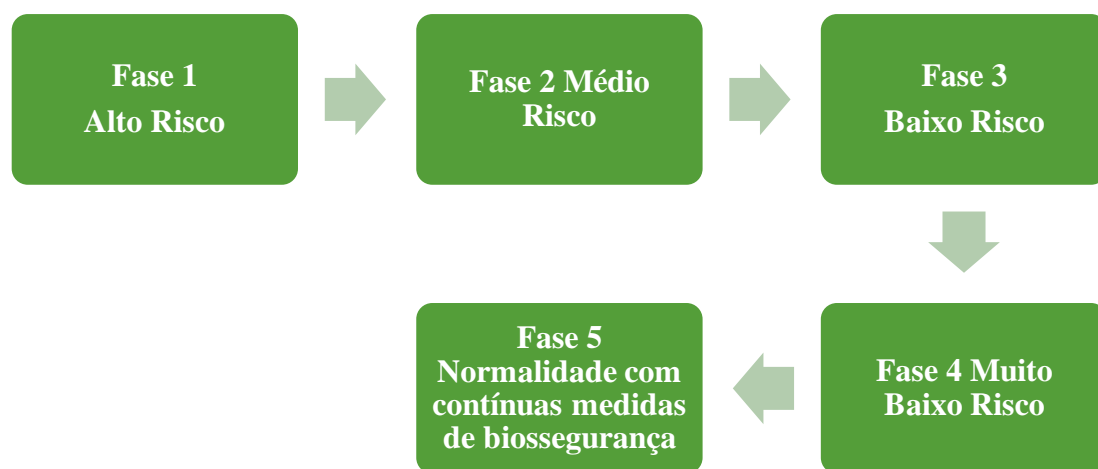 Fase 1
Alto Risco
Fase 2 Médio
Risco
Fase 3
Baixo Risco
Fase 4 Muito
Baixo Risco
Fase 5
Normalidade com
contínuas medidas
de biossegurança